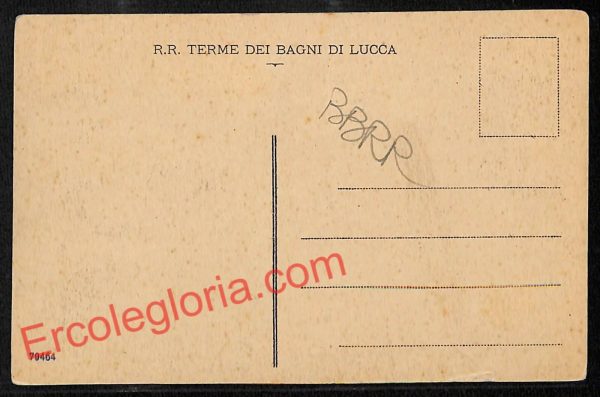 R.R. TERME DEI BAGNI DI LUCCA
BBRR
Ercolegloria.com
79464